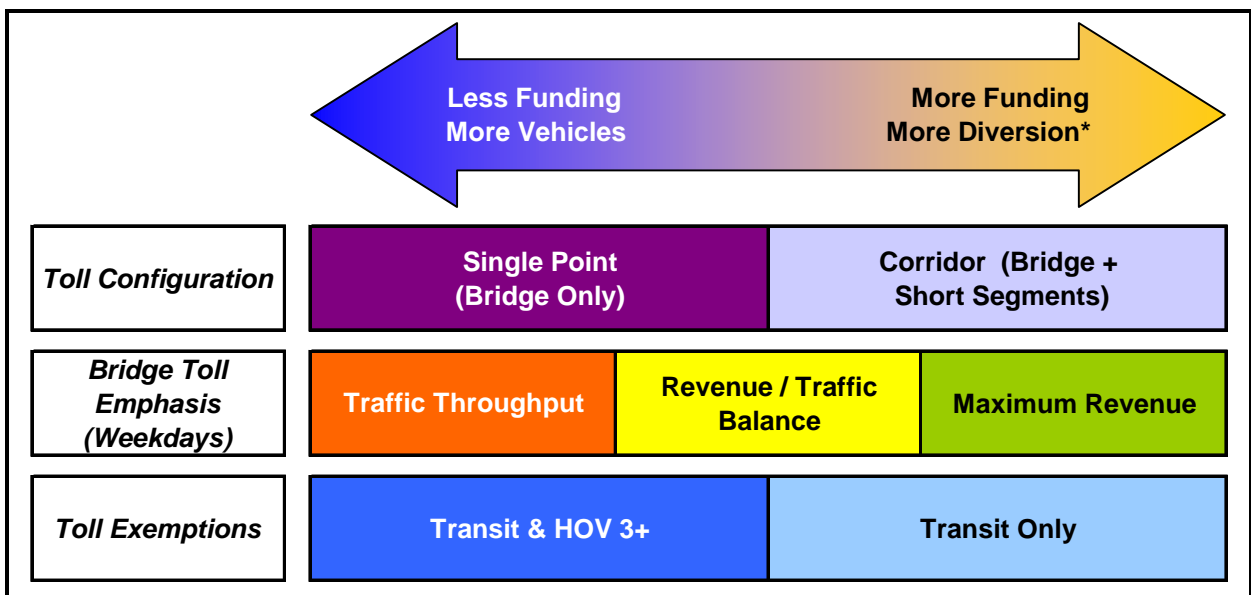 Less Funding
More Vehicles
More Funding
More Diversion*
Toll Configuration
Single Point
(Bridge Only)
Corridor (Bridge +
Short Segments)
Bridge Toll
Emphasis
(Weekdays)
Traffic Throughput
Revenue / Traffic
Balance
Maximum Revenue
Toll Exemptions
Transit & HOV 3+
Transit Only